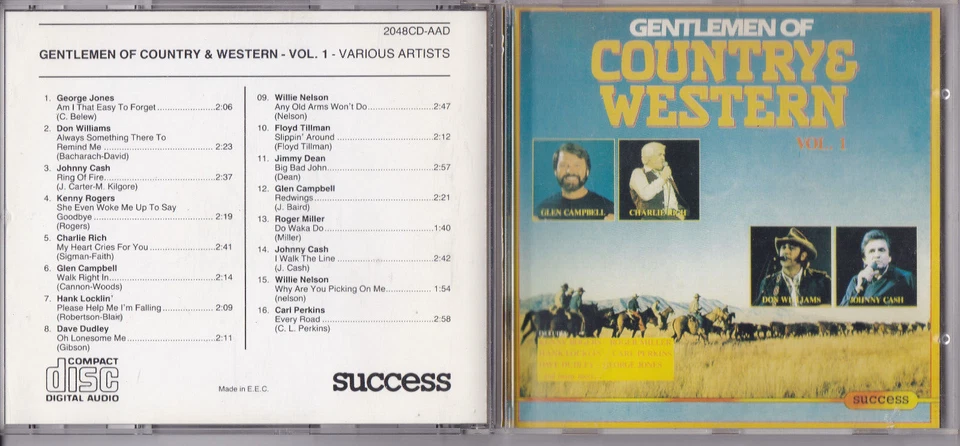 2048CD-AAD
GENTLEMEN OF COUNTRY & WESTERN - VOL. 1 - VARIOUS ARTISTS
1. George Jones
Am I That Easy To Forget....................2:06
(C. Belew)
2. Don Williams
Always Something There To
Remind Me ....................2:23
(Bacharach-David)
3. Johnny Cash
Ring Of Fire....................2:37
(J. Carter-M. Kilgore)
4. Kenny Rogers
She Even Woke Me Up To Say
Goodbye ....................2:19
(Rogers)
5. Charlie Rich
My Heart Cries For You ....................2:41
(Sigman-Faith)
6. Glen Campbell
Walk Right In....................2:14
(Cannon-Woods)
7. Hank Locklin'
Please Help Me I'm Falling....................2:09
(Robertson-Blair)
8. Dave Dudley
Oh Lonesome Me....................2:11
(Gibson)
09. Willie Nelson
Any Old Arms Won't Do....................2:47
(Nelson)
10. Floyd Tillman
Slippin' Around ....................2:12
(Floyd Tillman)
11. Jimmy Dean
Big Bad John....................2:57
(Dean)
12. Glen Campbell
Redwings....................2:21
(J. Baird)
13. Roger Miller
Do Waka Do....................1:40
(Miller)
14. Johnny Cash
I Walk The Line ....................2:42
(J. Cash)
15. Willie Nelson
Why Are You Picking On Me.................... 1:54
(nelson)
16. Carl Perkins
Every Road ....................2:58
(C. L. Perkins)
COMPACT
disc
DIGITAL AUDIO
Made in E.E.C.
success
GENTLEMEN OF
COUNTRY &
WESTERN
VOL. 1
GLEN CAMPBELL
CHARLIE RICH
DON WILLIAMS
JOHNNY CASH
ROGER MILLER
HANK LOCKLIN CARL PERKINS
GEORGE JONES
success